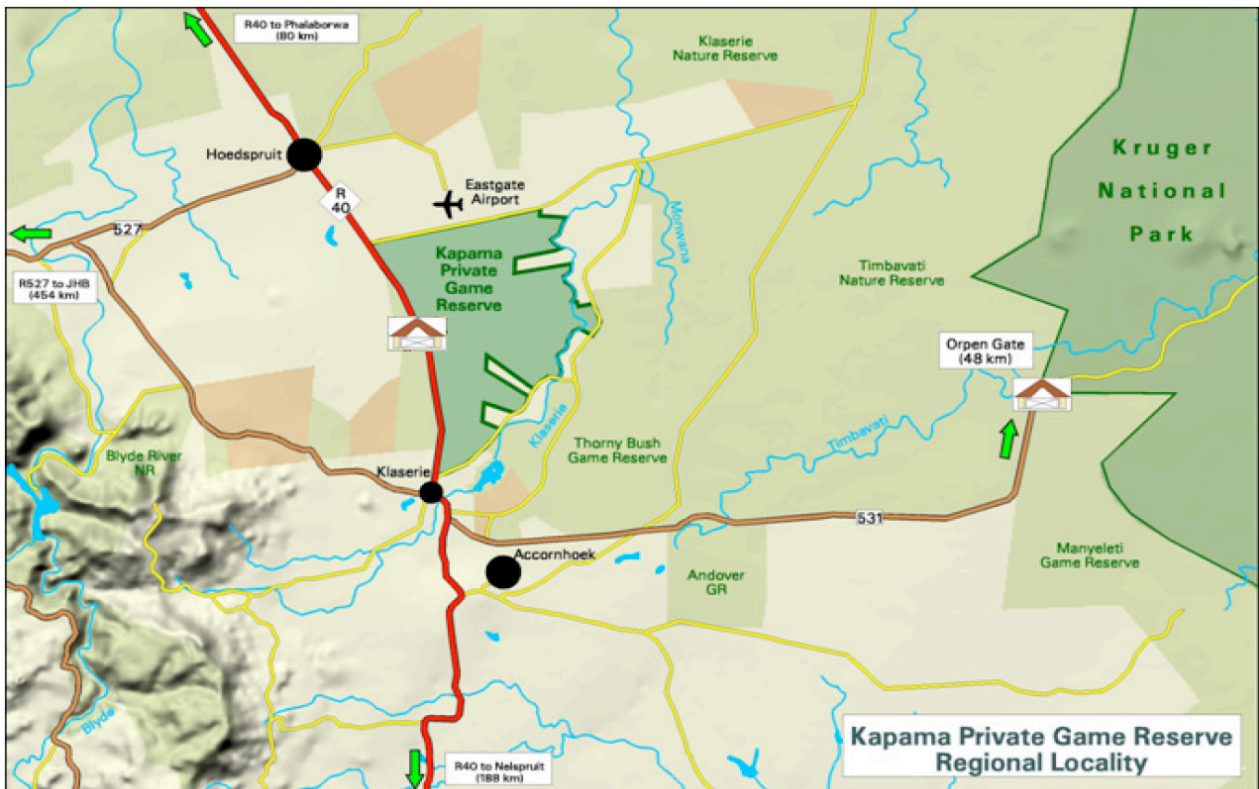 R40 to Phalaborwa
(80 km)
Klaserie
Nature Reserve
Hoedspruit
Kruger
National
Park
R
40
Eastgate
Airport
527
Monwana
Kapama
Private
Game
Reserve
R527 to JHB
(454 km)
Timbavati
Nature Reserve
Orpen Gate
(48 km)
Klaserie
Timbavati
Thorny Bush
Game Reserve
Blyde River
NR
Klaserie
531
Accornhoek
Manyeleti
Game Reserve
Andover
GR
Blyde
Kapama Private Game Reserve
Regional Locality
R40 to Nelspruit
(188 km)